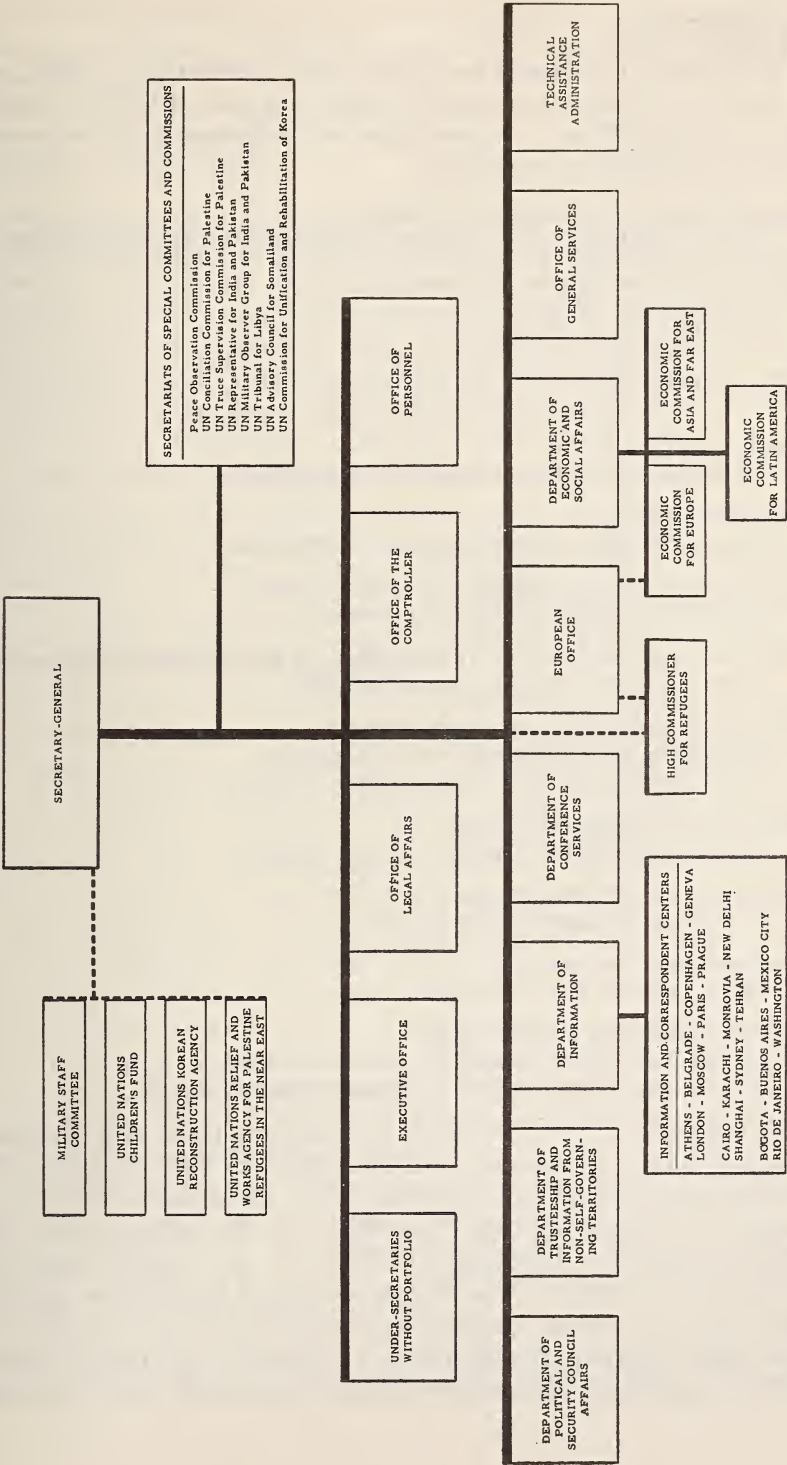 SECRETARY-GENERAL
MILITARY STAFF
COMMITTEE
UNITED NATIONS
CHILDREN'S FUND
UNITED NATIONS KOREAN
RECONSTRUCTION AGENCY
UNITED NATIONS RELIEF AND
WORKS AGENCY FOR PALESTINE
REFUGEES IN THE NEAR EAST
SECRETARIATS OF SPECIAL COMMITTEES AND COMMISSIONS
Peace Observation Commission
UN Conciliation Commission for Palestine
UN Truce Supervision Commission for Palestine
UN Representative for India and Pakistan
UN Military Observer Group for India and Pakistan
UN Tribunal for Libya
UN Advisory Council for Somaliland
UN Commission for Unification and Rehabilitation of Korea
UNDER-SECRETARIES
WITHOUT PORTFOLIO
EXECUTIVE OFFICE
OFFICE OF
LEGAL AFFAIRS
OFFICE OF THE
COMPTROLLER
OFFICE OF
PERSONNEL
DEPARTMENT OF
POLITICAL AND
SECURITY COUNCIL
AFFAIRS
DEPARTMENT OF
TRUSTEESHIP AND
INFORMATION FROM
NON-SELF-GOVERN-
ING TERRITORIES
DEPARTMENT OF
INFORMATION
DEPARTMENT OF
CONFERENCE
SERVICES
EUROPEAN
OFFICE
DEPARTMENT OF
ECONOMIC AND
SOCIAL AFFAIRS
OFFICE OF
GENERAL SERVICES
TECHNICAL
ASSISTANCE
ADMINISTRATION
INFORMATION AND CORRESPONDENT CENTERS
ATHENS - BELGRADE - COPENHAGEN - GENEVA
LONDON - MOSCOW - PARIS - PRAGUE
CAIRO - KARACHI - MONROVIA - NEW DELHI
SHANGHAI - SYDNEY - TEHRAN
BOGOTA - BUENOS AIRES - MEXICO CITY
RIO DE JANEIRO - WASHINGTON
HIGH COMMISSIONER
FOR REFUGEES
ECONOMIC
COMMISSION
FOR EUROPE
ECONOMIC
COMMISSION FOR
ASIA AND FAR EAST
ECONOMIC
COMMISSION
FOR LATIN AMERICA